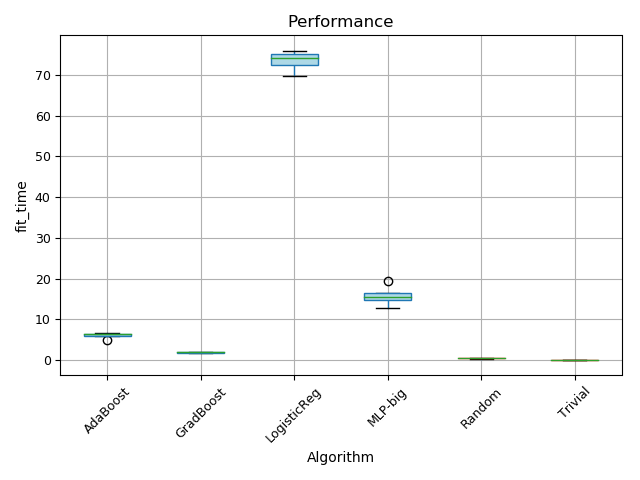 Performance
fit_time
70
60
50
40
30
20
10
0
AdaBoost
GradBoost
LogisticReg
MLP-big
Random
Trivial
Algorithm